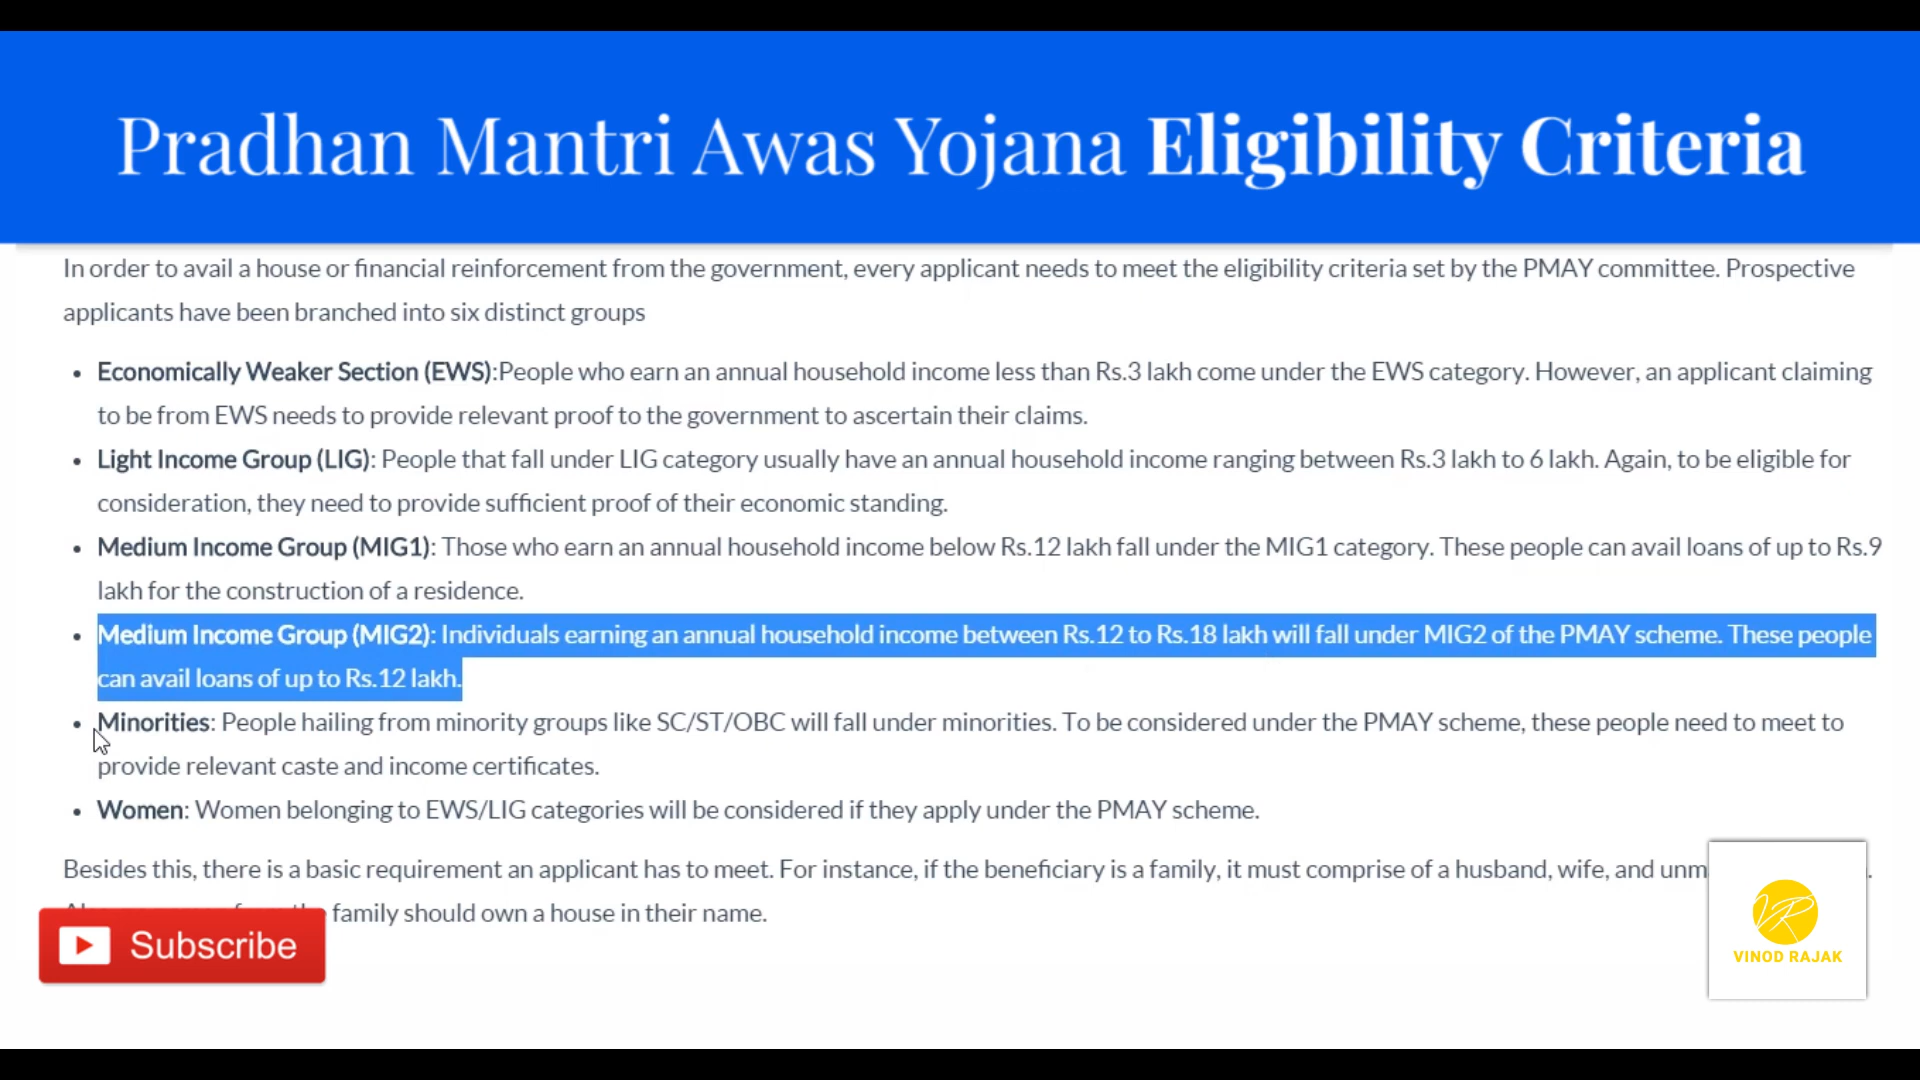 Pradhan Mantri Awas Yojana Eligibility Criteria
In order to avail a house or financial reinforcement from the government, every applicant needs to meet the eligibility criteria set by the PMAY committee. Prospective
applicants have been branched into six distinct groups
• Economically Weaker Section (EWS):People who earn an annual household income less than Rs.3 lakh come under the EWS category. However, an applicant claiming
to be from EWS needs to provide relevant proof to the government to ascertain their claims.
• Light Income Group (LIG): People that fall under LIG category usually have an annual household income ranging between Rs.3 lakh to 6 lakh. Again, to be eligible for
consideration, they need to provide sufficient proof of their economic standing.
• Medium Income Group (MIG1): Those who earn an annual household income below Rs.12 lakh fall under the MIG1 category. These people can avail loans of up to Rs.9
lakh for the construction of a residence.
• Medium Income Group (MIG2): Individuals earning an annual household income between Rs.12 to Rs.18 lakh will fall under MIG2 of the PMAY scheme. These people
can avail loans of up to Rs.12 lakh.
• Minorities: People hailing from minority groups like SC/ST/OBC will fall under minorities. To be considered under the PMAY scheme, these people need to meet to
provide relevant caste and income certificates.
• Women: Women belonging to EWS/LIG categories will be considered if they apply under the PMAY scheme.
Besides this, there is a basic requirement an applicant has to meet. For instance, if the beneficiary is a family, it must comprise of a husband, wife, and
family should own a house in their name.
Subscribe
VR
VINOD RAJAK